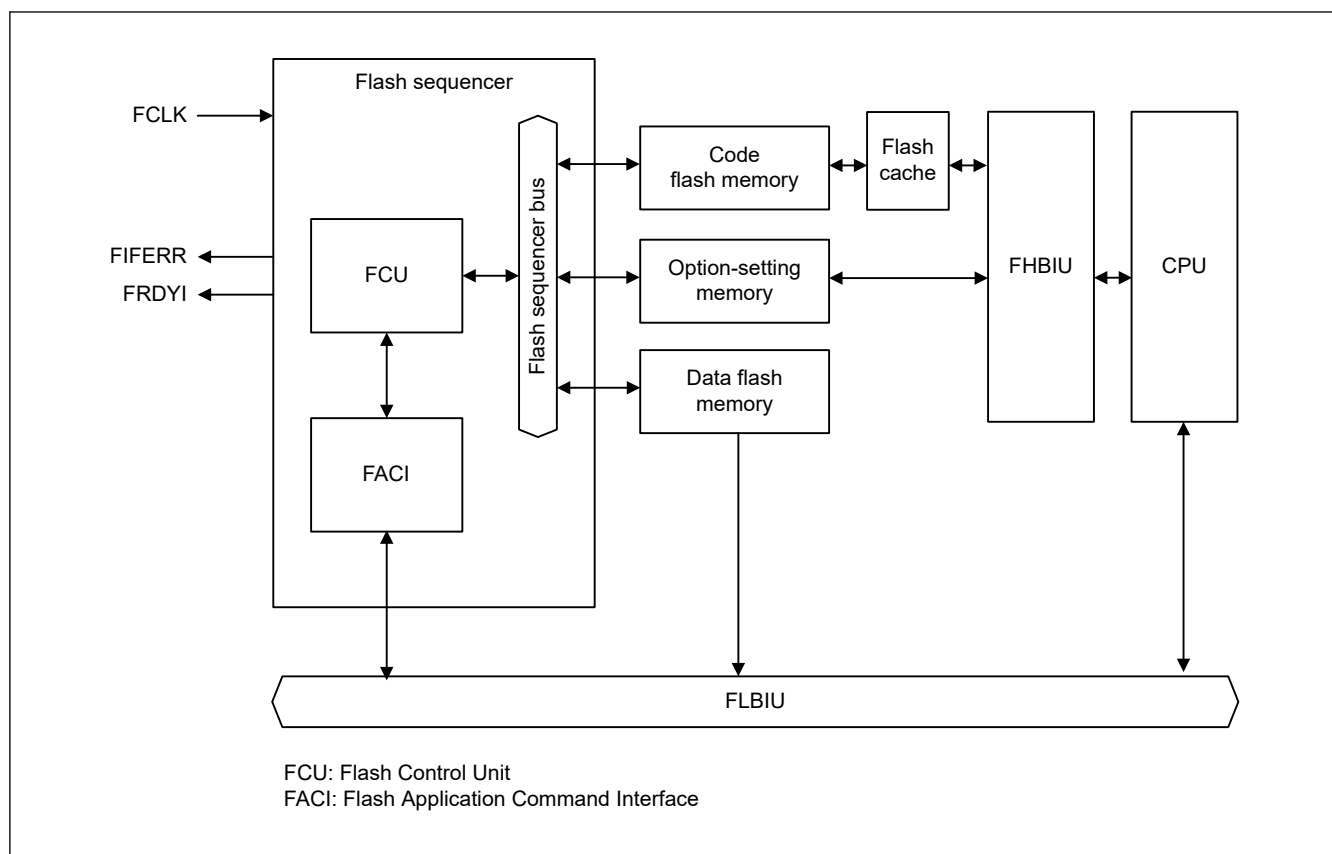 Flash sequencer
FCLK
FIFERR
FRDYI
FCU
FACI
Flash sequencer bus
Code
flash memory
Flash
cache
Option-setting
memory
Data flash
memory
FHBIU
CPU
FLBIU
FCU: Flash Control Unit
FACI: Flash Application Command Interface